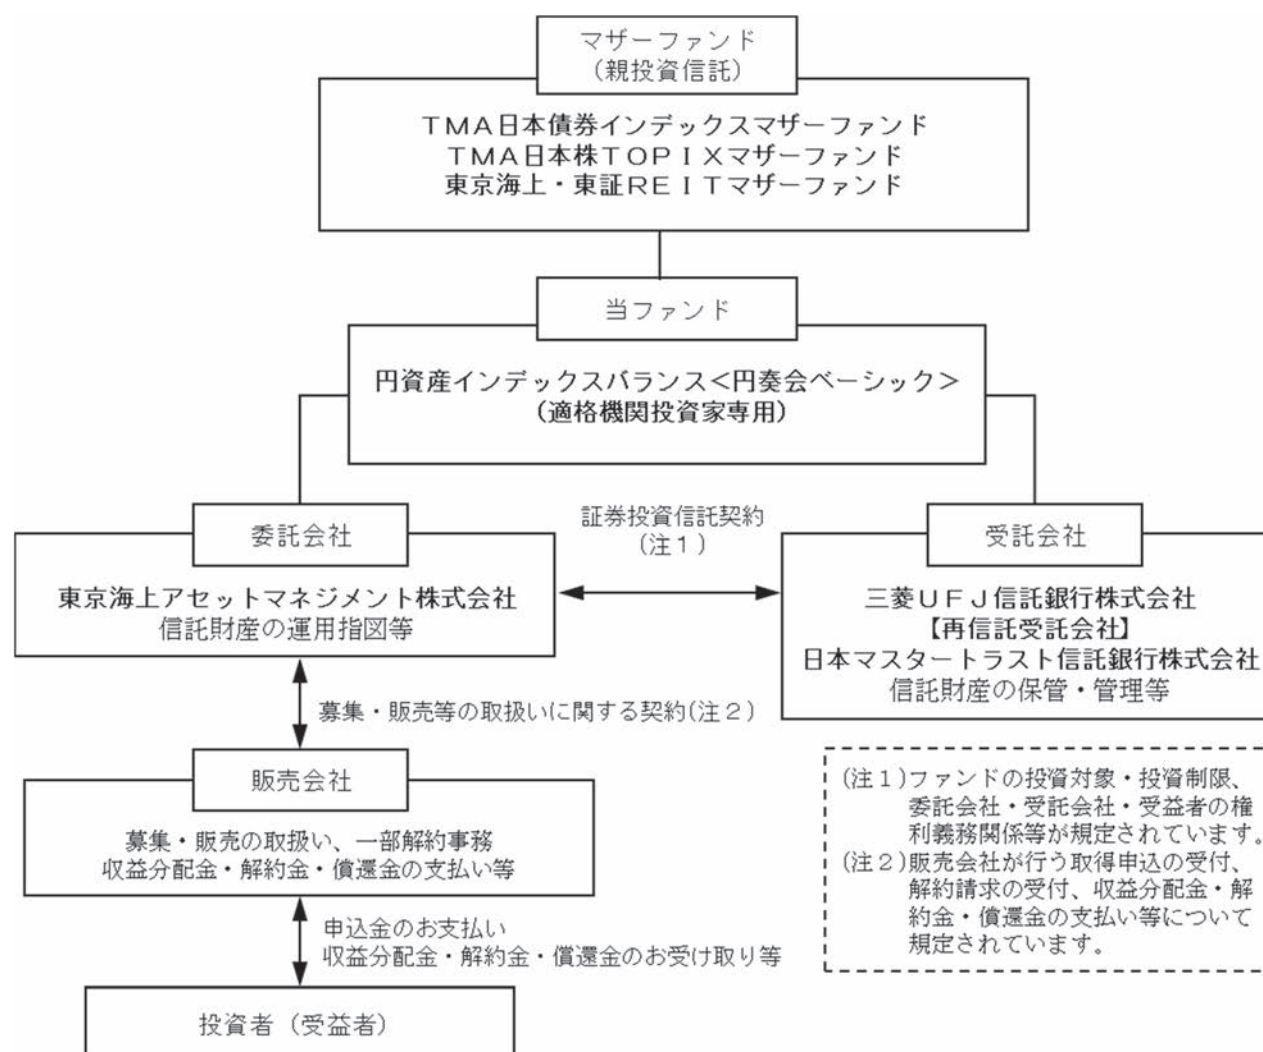 マザーファンド
(親投資信託)
TMA日本債券インデックスマザーファンド
TMA日本株TOPIXマザーファンド
東京海上・東証REITマザーファンド
当ファンド
円資産インデックスバランス<円奏会ベーシック>
(適格機関投資家専用)
委託会社
東京海上アセットマネジメント株式会社
信託財産の運用指図等
証券投資信託契約
(注1)
受託会社
三菱UFJ信託銀行株式会社
【再信託受託会社】
日本マスタートラスト信託銀行株式会社
信託財産の保管・管理等
募集・販売等の取扱いに関する契約(注2)
販売会社
募集・販売の取扱い、一部解約事務
収益分配金・解約金・償還金の支払い等
申込金のお支払い
収益分配金・解約金・償還金のお受け取り等
投資者(受益者)
(注1)ファンドの投資対象・投資制限、
委託会社・受託会社・受益者の権
利義務関係等が規定されています。
(注2)販売会社が行う取得申込の受付、
解約請求の受付、収益分配金・解
約金・償還金の支払い等について
規定されています。